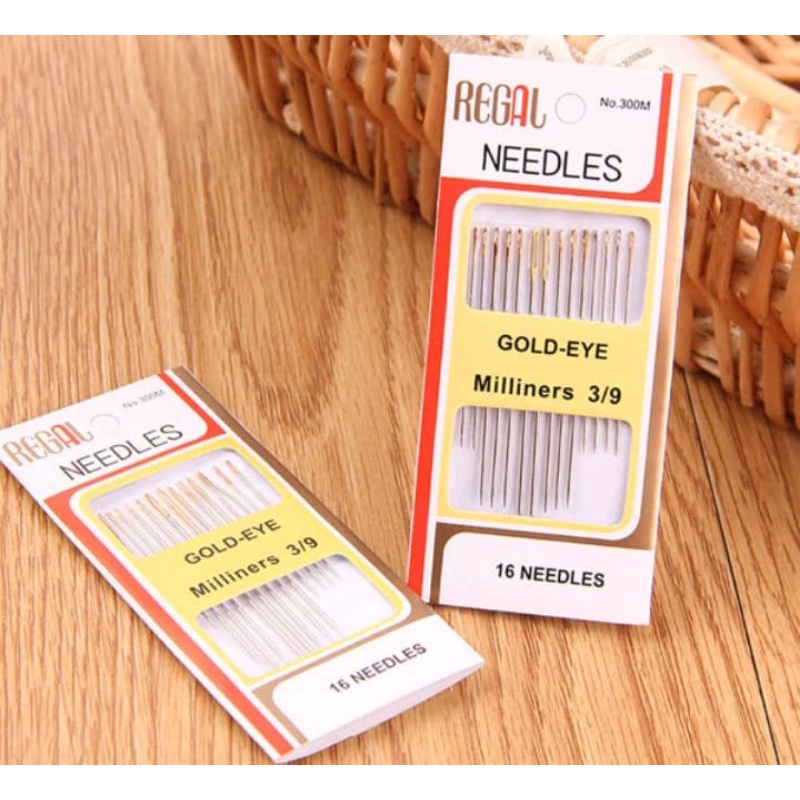 REGAL
No.300M
NEEDLES
GOLD-EYE
Milliners 3/9
16 NEEDLES
REGAL
No.300M
NEEDLES
GOLD-EYE
Milliners 3/9
16 NEEDLES